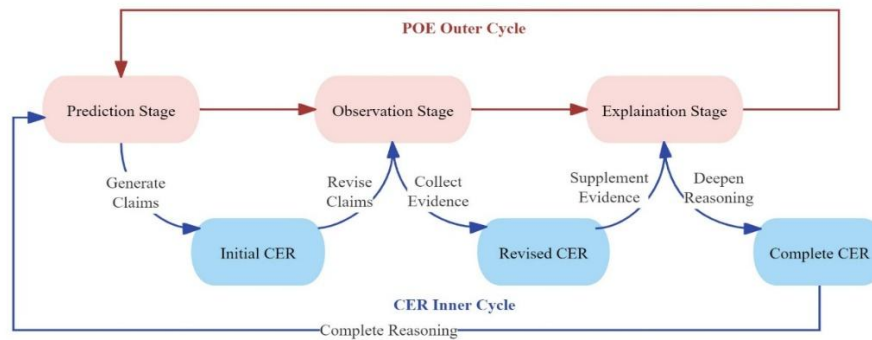 POE Outer Cycle
Prediction Stage
Observation Stage
Explaination Stage
Generate
Claims
Revise
Claims
Collect
Evidence
Supplement
Evidence
Deepen
Reasoning
Initial CER
Revised CER
Complete CER
CER Inner Cycle
Complete Reasoning